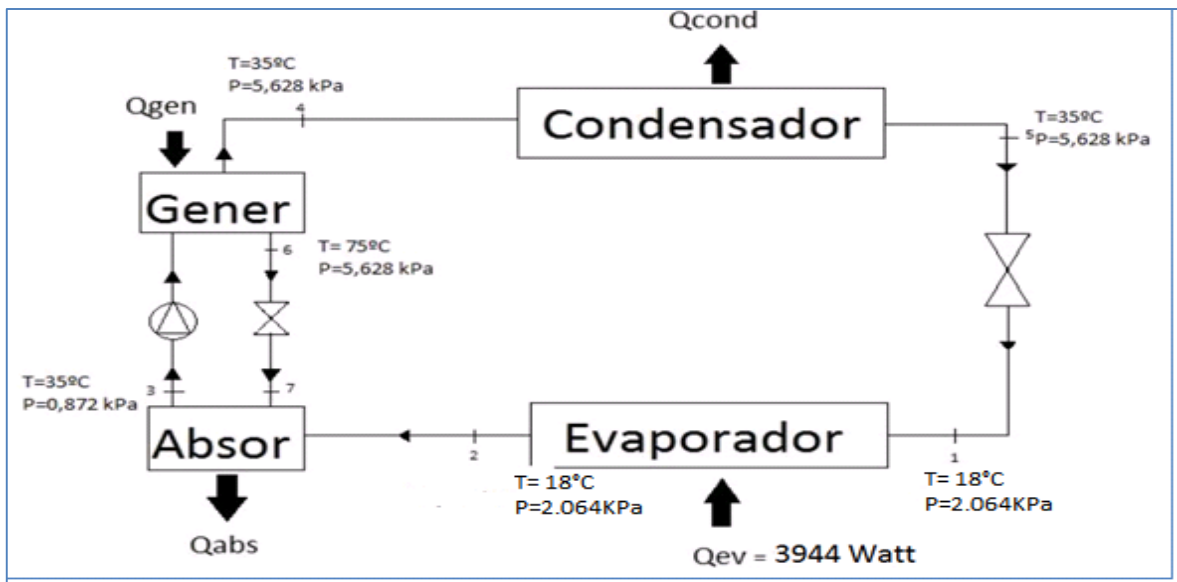 Qcond
T=35ºC
P=5,628 kPa
4
Qgen
Condensador
T=35ºC
5P=5,628 kPa
Gener
6
T= 75ºC
P=5,628 kPa
T=35ºC
P=0,872 kPa
3
7
Absor
2
Evaporador
1
T= 18°C
P=2.064KPa
T= 18°C
P=2.064KPa
Qabs
Qev = 3944 Watt